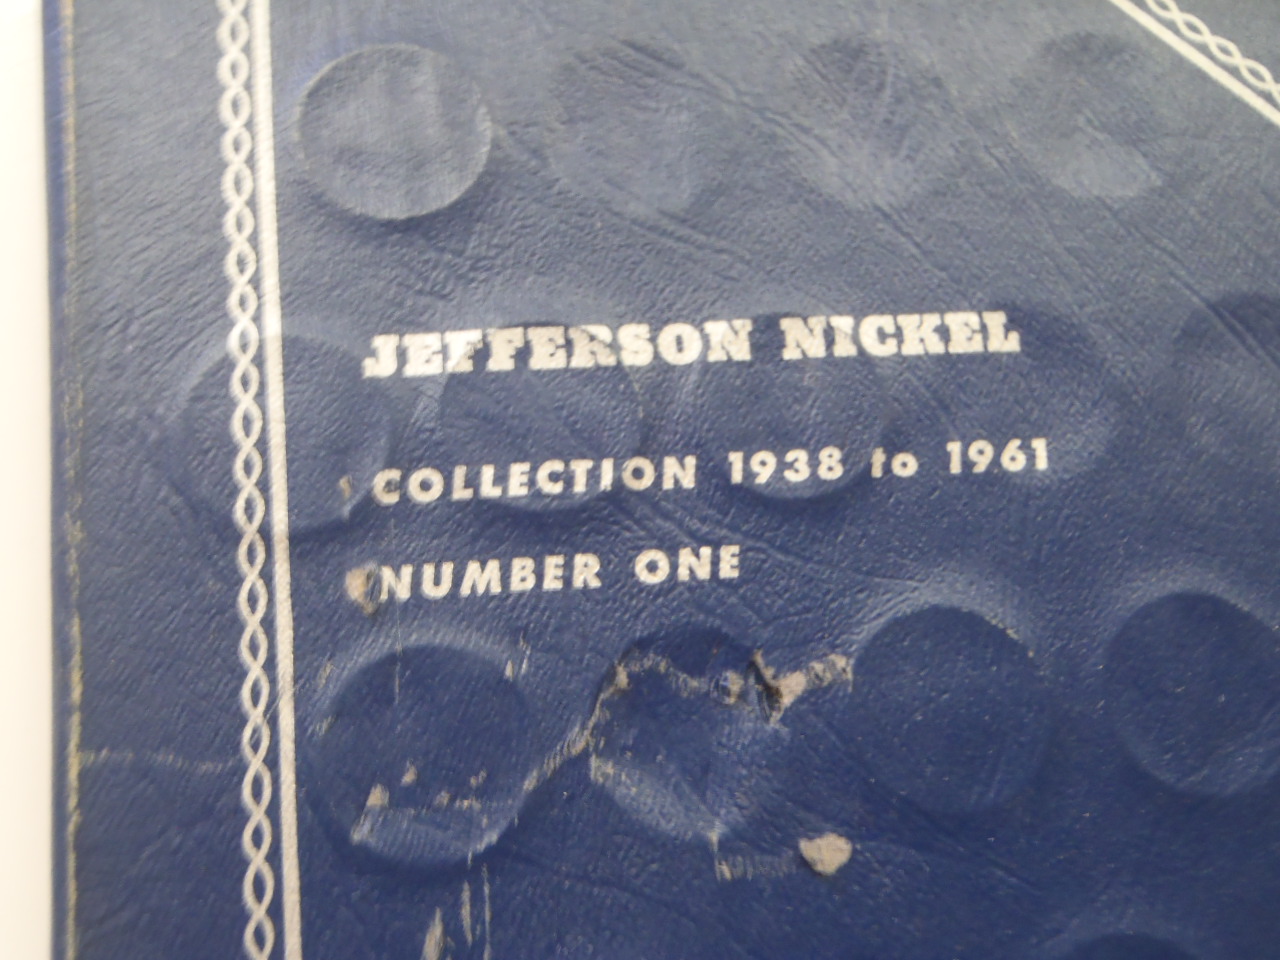 JEFFERSON NICKEL
COLLECTION 1938 to 1961
NUMBER ONE